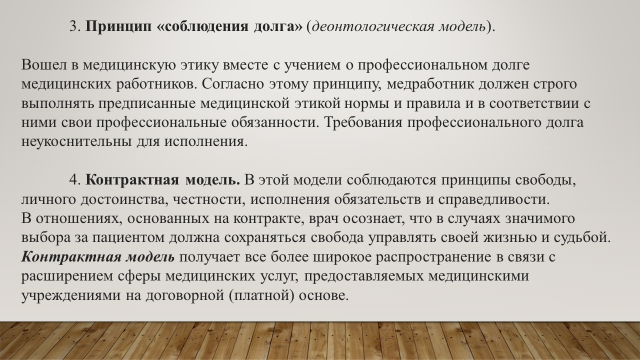 3. Принцип «соблюдения долга» (деонтологическая модель).
Вошел в медицинскую этику вместе с учением о профессиональном долге
медицинских работников. Согласно этому принципу, медработник должен строго
выполнять предписанные медицинской этикой нормы и правила и в соответствии с
ними свои профессиональные обязанности. Требования профессионального долга
неукоснительны для исполнения.
4. Контрактная модель. В этой модели соблюдаются принципы свободы,
личного достоинства, честности, исполнения обязательств и справедливости.
В отношениях, основанных на контракте, врач осознает, что в случаях значимого
выбора за пациентом должна сохраняться свобода управлять своей жизнью и судьбой.
Контрактная модель получает все более широкое распространение в связи с
расширением сферы медицинских услуг, предоставляемых медицинскими
учреждениями на договорной (платной) основе.